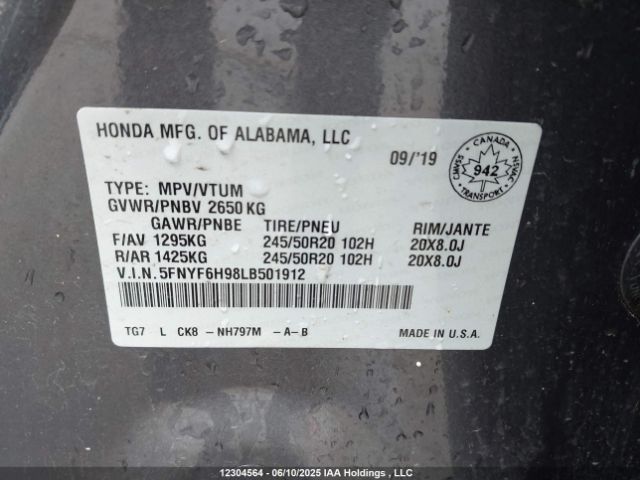 HONDA MFG. OF ALABAMA, LLC
09/'19
CANADA
CMVSS
NSVAC
942
TRANSPORT
TYPE: MPV/VTUM
GVWR/PNBV 2650 KG
GAWR/PNBE TIRE/PNEU RIM/JANTE
F/AV 1295KG 245/50R20 102H 20X8.0J
R/AR 1425KG 245/50R20 102H 20X8.0J
V.I.N. 5FNYF6H98LB501912
TG7 L CK8 - NH797M - A - B MADE IN U.S.A.
12304564 - 06/10/2025 IAA Holdings , LLC